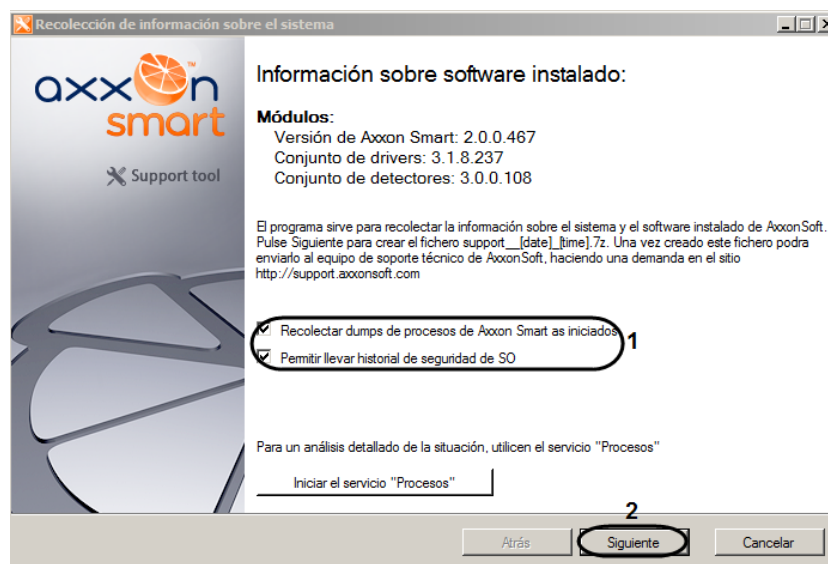 Recolección de información sobre el sistema
axxon
smart
Support tool
Información sobre software instalado:
Módulos:
Versión de Axxon Smart: 2.0.0.467
Conjunto de drivers: 3.1.8.237
Conjunto de detectores: 3.0.0.108
El programa sirve para recolectar la información sobre el sistema y el software instalado de AxxonSoft.
Pulse Siguiente para crear el fichero support__[date]_[time].7z. Una vez creado este fichero podra
enviarlo al equipo de soporte técnico de AxxonSoft, haciendo una demanda en el sitio
http://support.axxonsoft.com
Recolectar dumps de procesos de Axxon Smart as iniciados
1
Permitir llevar historial de seguridad de SO
Para un análisis detallado de la situación, utilicen el servicio "Procesos"
Iniciar el servicio "Procesos"
2
Atrás Siguiente Cancelar